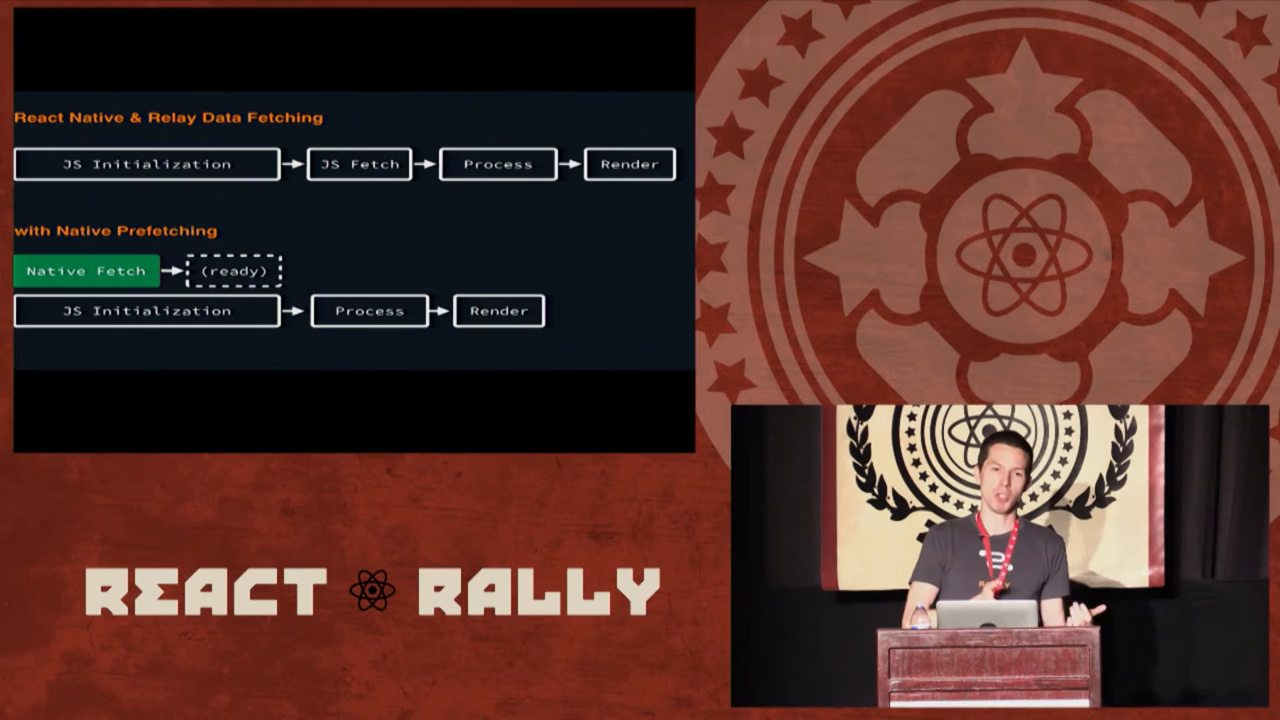 React Native & Relay Data Fetching
JS Initialization
JS Fetch
Process
Render
with Native Prefetching
Native Fetch
(ready)
JS Initialization
Process
Render
REACT RALLY